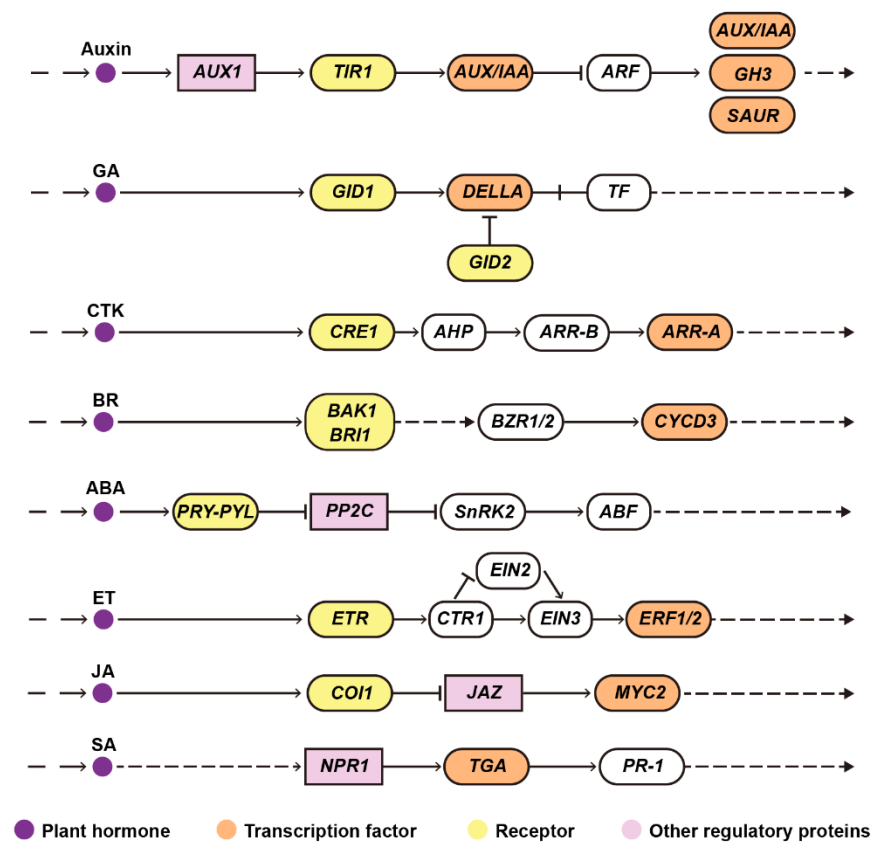 Auxin
AUX1
TIR1
AUX/IAA
ARF
AUX/IAA
GH3
SAUR
GA
GID1
DELLA
TF
GID2
CTK
CRE1
AHP
ARR-B
ARR-A
BR
BAK1
BRI1
BZR1/2
CYCD3
ABA
PRY-PYL
PP2C
SnRK2
ABF
ET
ETR
CTR1
EIN2
EIN3
ERF1/2
JA
COI1
JAZ
MYC2
SA
NPR1
TGA
PR-1
Plant hormone
Transcription factor
Receptor
Other regulatory proteins